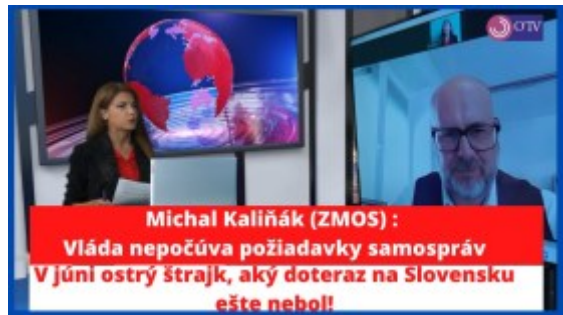 OTV
Michal Kaliňák (ZMOS) :
Vláda nepočúva požiadavky samospráv
V júni ostrý štrajk, aký doteraz na Slovensku
ešte nebol!